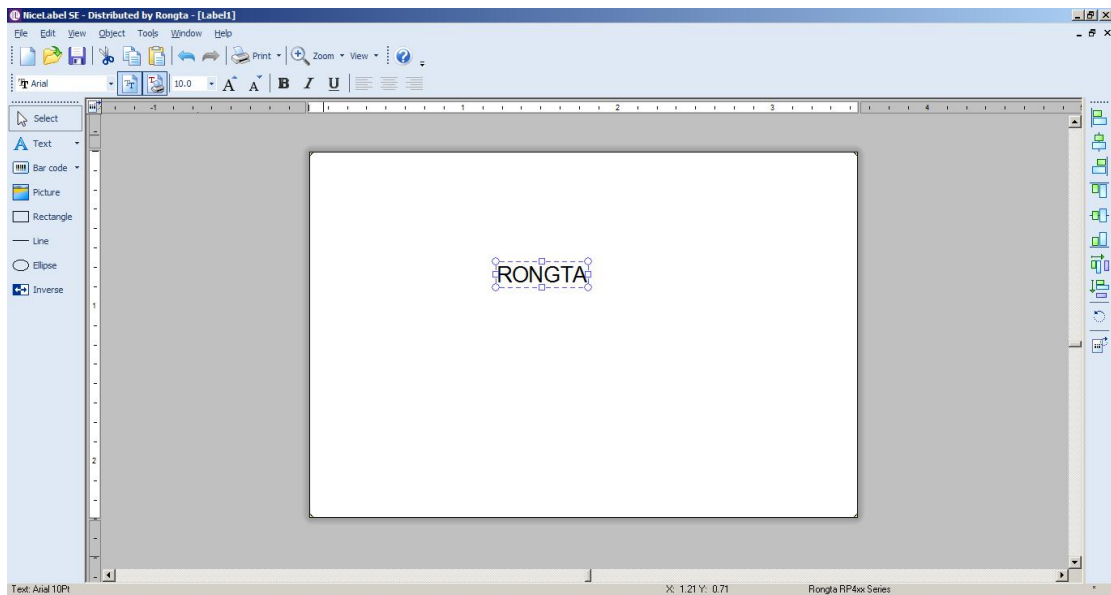 NiceLabel SE - Distributed by Rongta - [Label1]
File Edit View Object Tools Window Help
Print Zoom View
Arial 10.0 A A B I U
Select
Text
Bar code
Picture
Rectangle
Line
Ellipse
Inverse
-1 1 2 3 4
1
2
RONGTA
Text: Arial 10Pt X: 1.21 Y: 0.71 Rongta RP4xx Series